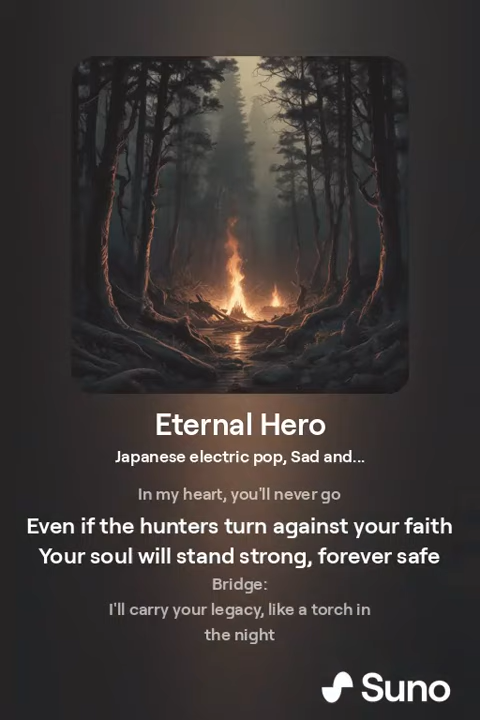 Eternal Hero
Japanese electric pop, Sad and...
In my heart, you'll never go
Even if the hunters turn against your faith
Your soul will stand strong, forever safe
Bridge:
I'll carry your legacy, like a torch in
the night
Suno